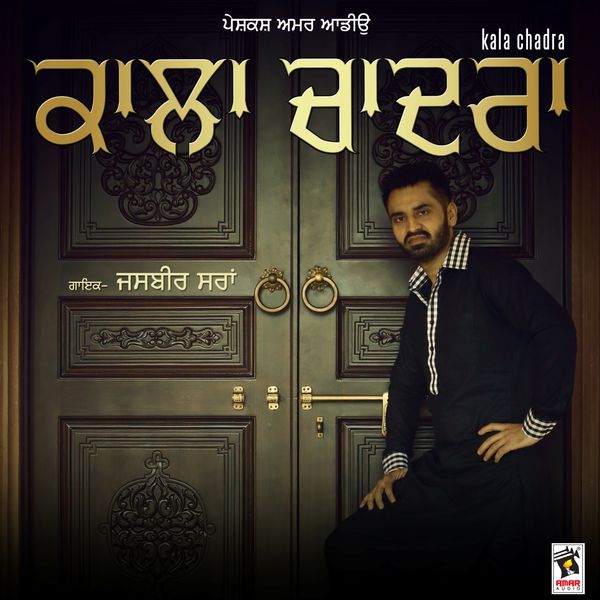 ਪੇਸ਼ਕਸ਼ ਅਮਰ ਆਡੀਉ
kala chadra
ਕਾਲਾ ਚਾਦਰਾ
ਗਾਇਕ- ਜਸਬੀਰ ਸਰਾਂ
AMAR
AUDIO